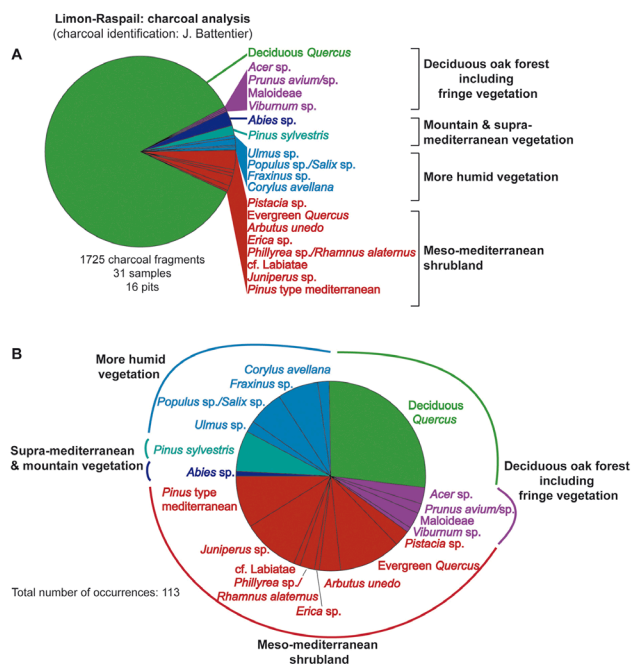 Limon-Raspail: charcoal analysis
(charcoal identification: J. Battentier)
A
Deciduous Quercus
Acer sp.
Prunus avium/sp.
Maloideae
Viburnum sp.
Abies sp.
Pinus sylvestris
Ulmus sp.
Populus sp./Salix sp.
Fraxinus sp.
Corylus avellana
Pistacia sp.
Evergreen Quercus
Arbutus unedo
Erica sp.
Phillyrea sp./Rhamnus alaternus
cf. Labiatae
Juniperus sp.
Pinus type mediterranean
Deciduous oak forest
including
fringe vegetation
Mountain & supra-
mediterranean vegetation
More humid vegetation
Meso-mediterranean
shrubland
1725 charcoal fragments
31 samples
16 pits
B
More humid
vegetation
Corylus avellana
Fraxinus sp.
Populus sp./Salix sp.
Ulmus sp.
Supra-mediterranean
& mountain vegetation
Pinus sylvestris
Abies sp.
Pinus type
mediterranean
Juniperus sp.
cf. Labiatae
Philyrea sp./
Rhamnus alaternus
Erica sp.
Arbutus unedo
Evergreen Quercus
Pistacia sp.
Viburnum sp.
Maloideae
Prunus avium/sp.
Acer sp.
Deciduous
Quercus
Deciduous oak forest
including
fringe vegetation
Total number of occurrences: 113
Meso-mediterranean
shrubland